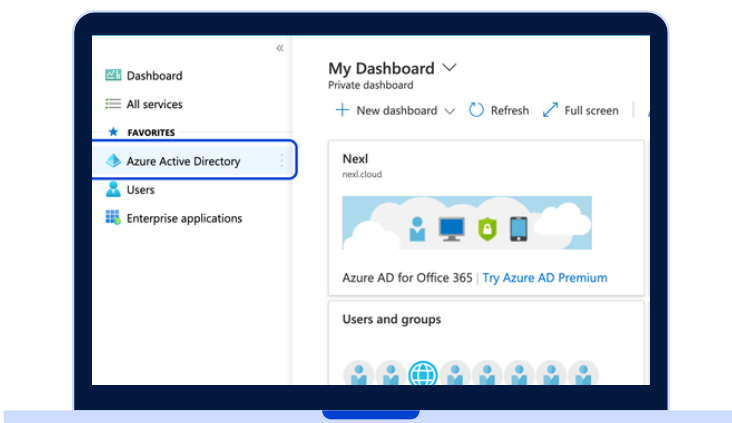 «
Dashboard
All services
FAVORITES
Azure Active Directory
Users
Enterprise applications
My Dashboard
Private dashboard
New dashboard
Refresh
Full screen
Nexl
nexl.cloud
Azure AD for Office 365 | Try Azure AD Premium
Users and groups